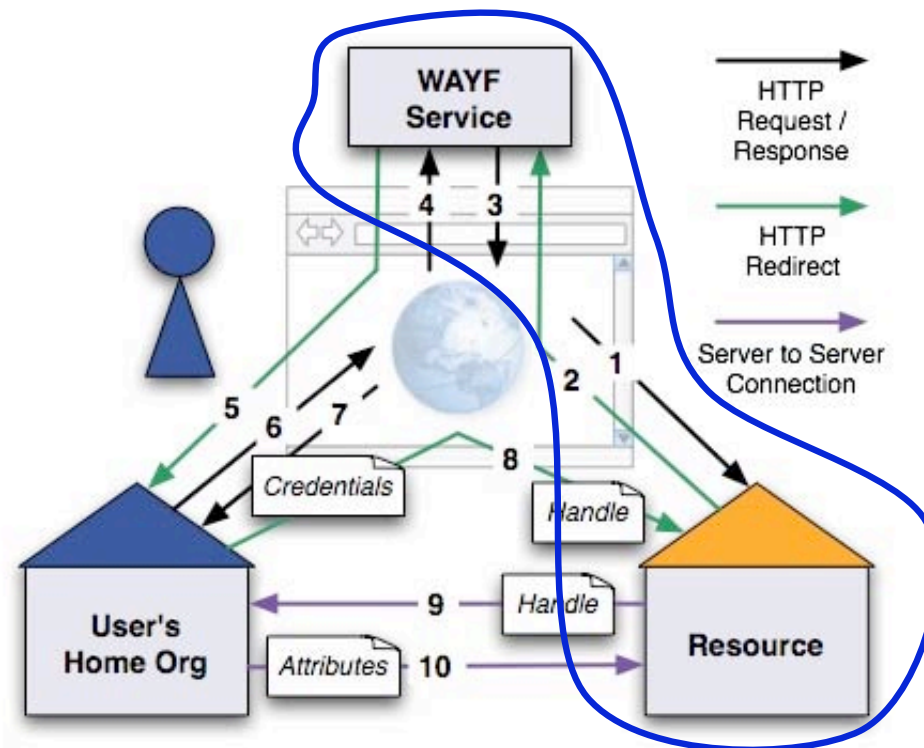 WAYF
Service
HTTP
Request /
Response
4
3
HTTP
Redirect
1
2
Server to Server
Connection
5
6
7
8
Credentials
Handle
9
Handle
User's
Home Org
Resource
Attributes
10